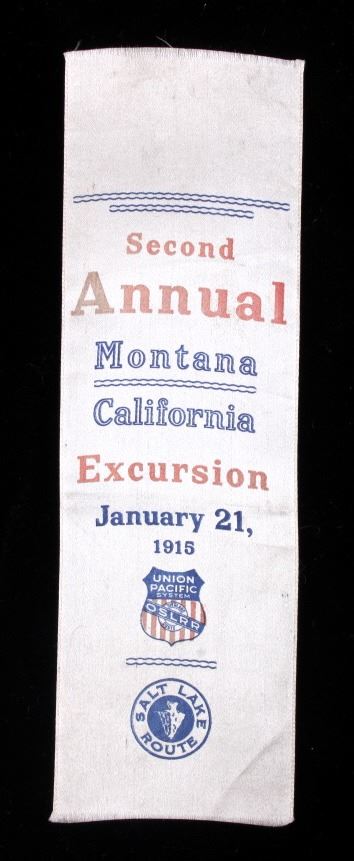 Second
Annual
Montana
California
Excursion
January 21,
1915
UNION
PACIFIC
SYSTEM
OSLRR
SALT LAKE
ROUTE